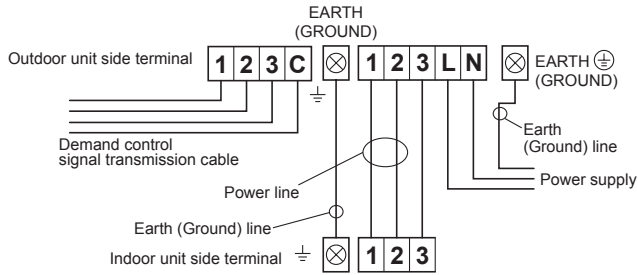 EARTH
(GROUND)
Outdoor unit side terminal
1 2 3 C
1 2 3 L N
EARTH
(GROUND)
Demand control
signal transmission cable
Earth
(Ground) line
Power line
Power supply
Earth (Ground) line
Indoor unit side terminal
1 2 3